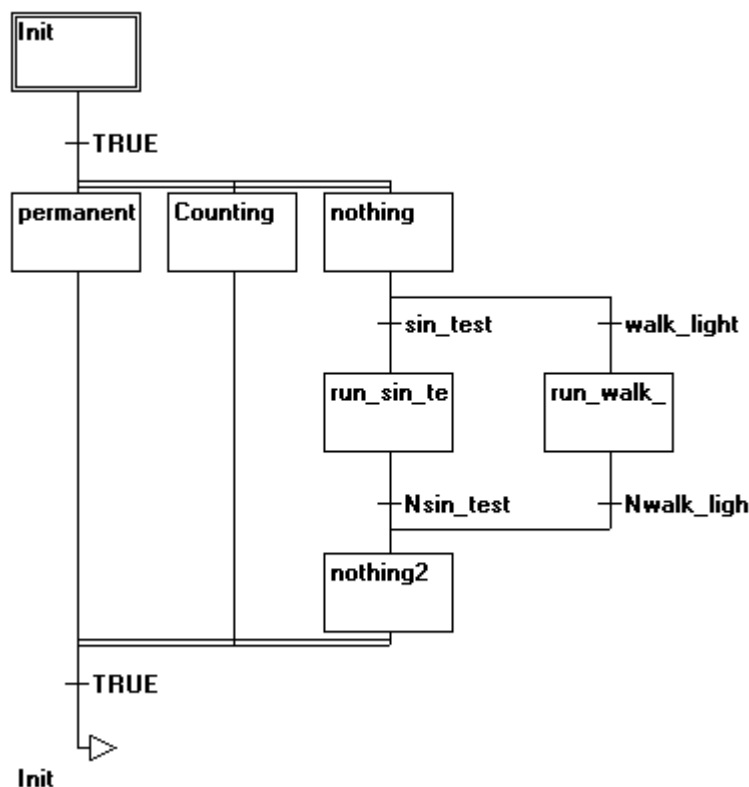 Init
TRUE
permanent Counting nothing
sin_test walk_light
run_sin_te run_walk_
Nsin_test Nwalk_ligh
nothing2
TRUE
Init